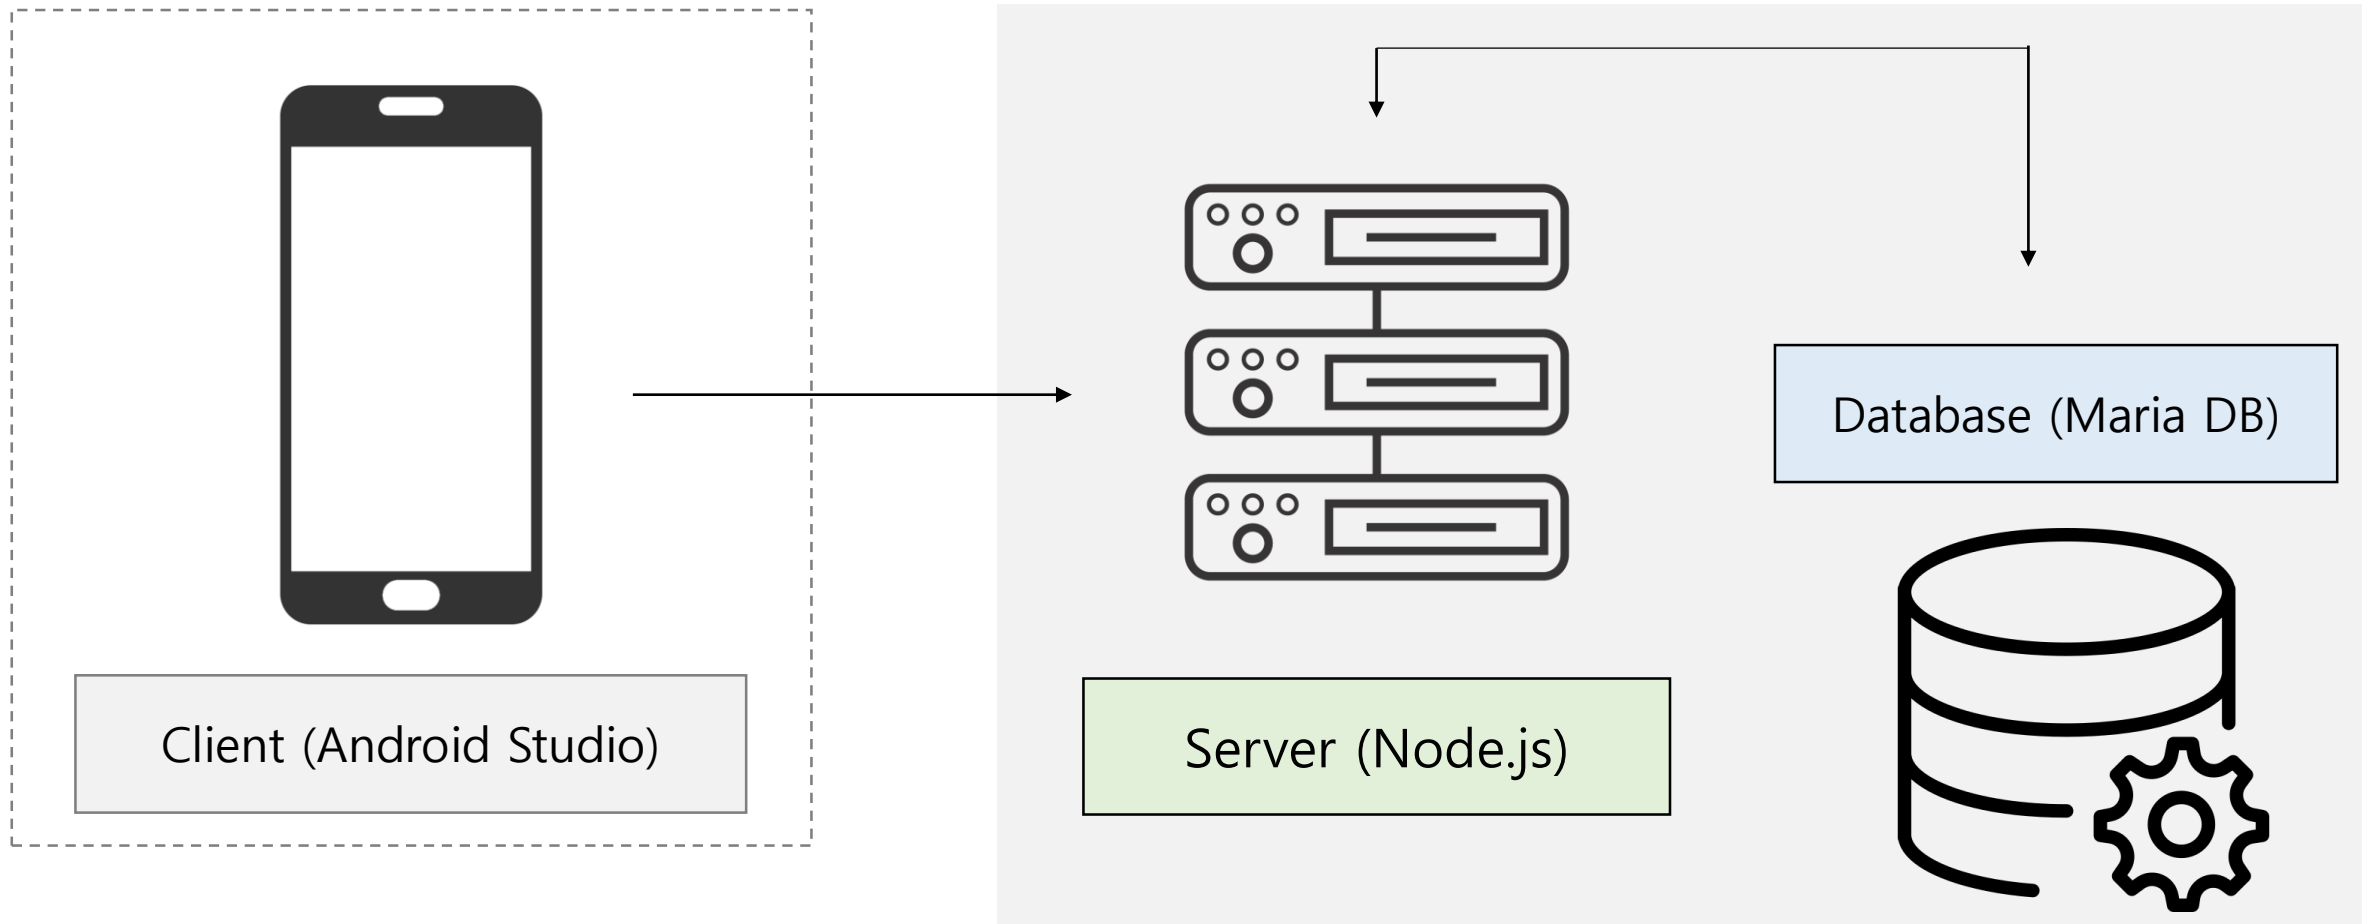 Database (Maria DB)
Client (Android Studio)
Server (Node.js)